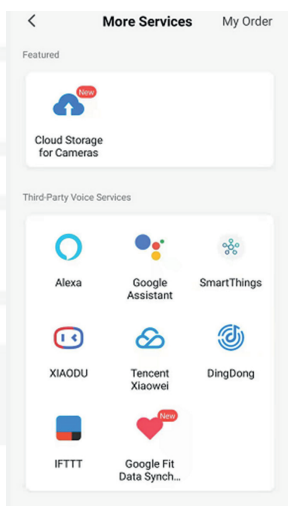 More Services My Order
Featured
New
Cloud Storage
for Cameras
Third-Party Voice Services
Alexa
Google
Assistant
SmartThings
XIAODU
Tencent
Xiaowei
DingDong
New
IFTTT
Google Fit
Data Synch...